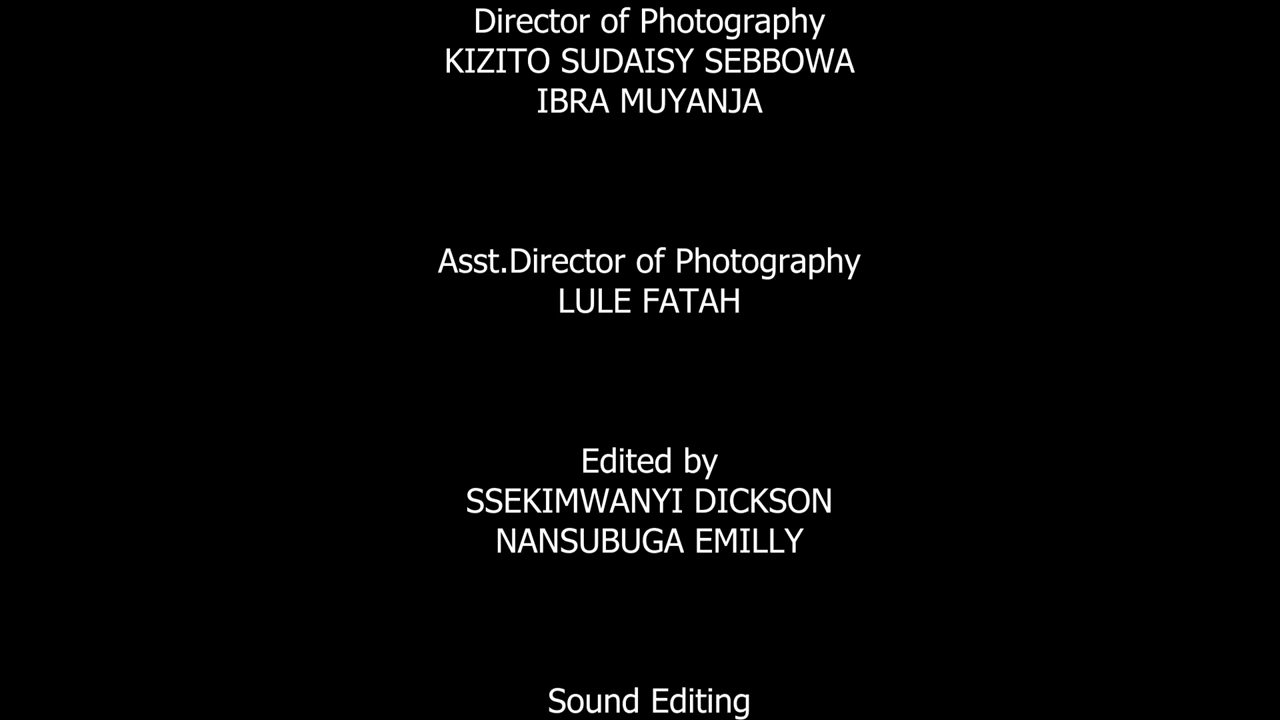 Director of Photography
KIZITO SUDAISY SEBBOWA
IBRA MUYANJA
Asst.Director of Photography
LULE FATAH
Edited by
SSEKIMWANYI DICKSON
NANSUBUGA EMILLY
Sound Editing